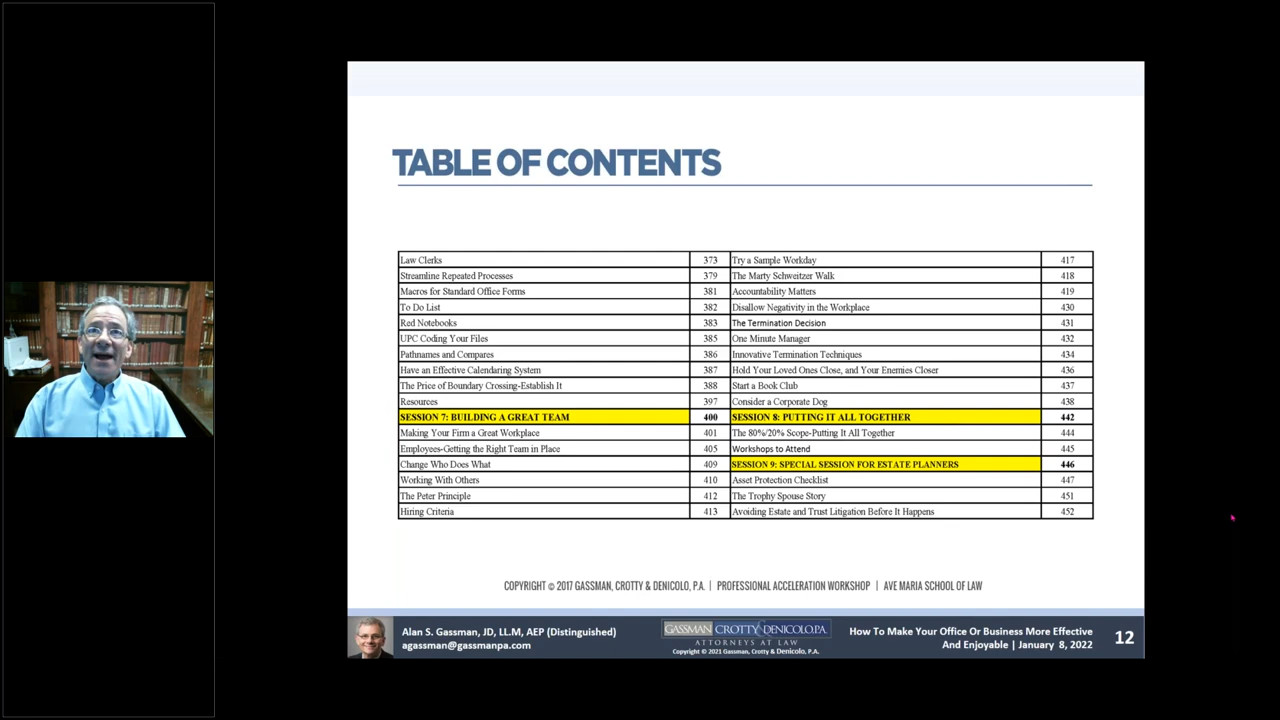 TABLE OF CONTENTS
Law Clerks 373 Try a Sample Workday 417
Streamline Repeated Processes 379 The Marty Schweitzer Walk 418
Macros for Standard Office Forms 381 Accountability Matters 419
To Do List 382 Disallow Negativity in the Workplace 430
Red Notebooks 383 The Termination Decision 431
UPC Coding Your Files 385 One Minute Manager 432
Pathnames and Compares 386 Innovative Termination Techniques 434
Have an Effective Calendaring System 387 Hold Your Loved Ones Close, and Your Enemies Closer 436
The Price of Boundary Crossing-Establish It 388 Start a Book Club 437
Resources 397 Consider a Corporate Dog 438
SESSION 7: BUILDING A GREAT TEAM 400 SESSION 8: PUTTING IT ALL TOGETHER 442
Making Your Firm a Great Workplace 401 The 80%/20% Scope-Putting It All Together 444
Employees-Getting the Right Team in Place 405 Workshops to Attend 445
Change Who Does What 409 SESSION 9: SPECIAL SESSION FOR ESTATE PLANNERS 446
Working With Others 410 Asset Protection Checklist 447
The Peter Principle 412 The Trophy Spouse Story 451
Hiring Criteria 413 Avoiding Estate and Trust Litigation Before It Happens 452
COPYRIGHT © 2017 GASSMAN, CROTTY & DENICOLO, P.A. | PROFESSIONAL ACCELERATION WORKSHOP | AVE MARIA SCHOOL OF LAW
Alan S. Gassman, JD, LL.M, AEP (Distinguished)
agassman@gassmanpa.com
GASSMAN CROTTY & DENICOLO, P.A.
ATTORNEYS AT LAW
Copyright © 2021 Gassman, Crotty & Denicolo, P.A.
How To Make Your Office Or Business More Effective
And Enjoyable | January 8, 2022
12